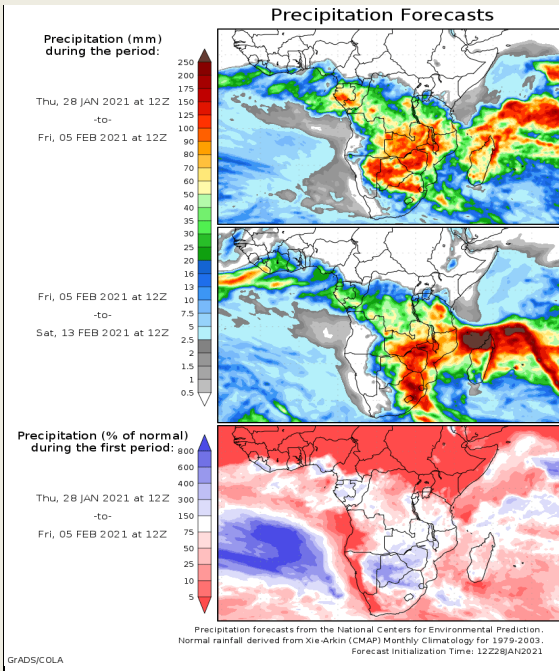 Precipitation Forecasts
Precipitation (mm)
during the period:
Thu, 28 JAN 2021 at 12Z
-to-
Fri, 05 FEB 2021 at 12Z
250
200
175
150
125
100
90
80
70
60
50
40
35
30
25
20
16
13
10
7.5
5
2.5
2
1.5
1
0.5
Fri, 05 FEB 2021 at 12Z
-to-
Sat, 13 FEB 2021 at 12Z
Precipitation (% of normal)
during the first period:
Thu, 28 JAN 2021 at 12Z
-to-
Fri, 05 FEB 2021 at 12Z
800
600
400
300
150
75
50
25
10
5
Precipitation forecasts from the National Centers for Environmental Prediction.
Normal rainfall derived from Xie-Arkin (CMAP) Monthly Climatology for 1979-2003.
Forecast Initialization Time: 12Z28JAN2021
GrADS/COLA